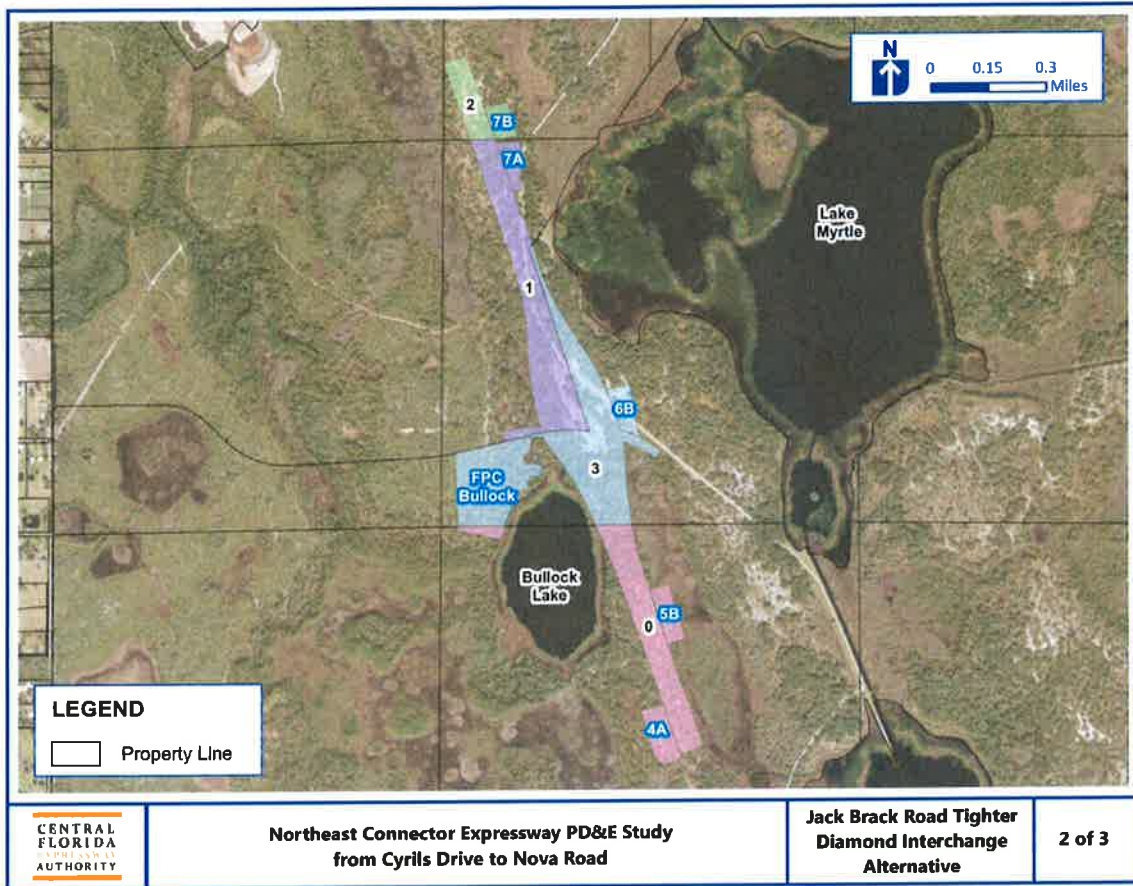 N
0 0.15 0.3
Miles
2
7B
7A
1
Lake
Myrtle
6B
3
FPC
Bullock
Bullock
Lake
5B
0
4A
LEGEND
Property Line
CENTRAL
FLORIDA
EXPRESSWAY
AUTHORITY
Northeast Connector Expressway PD&E Study
from Cyrils Drive to Nova Road
Jack Brack Road Tighter
Diamond Interchange
Alternative
2 of 3